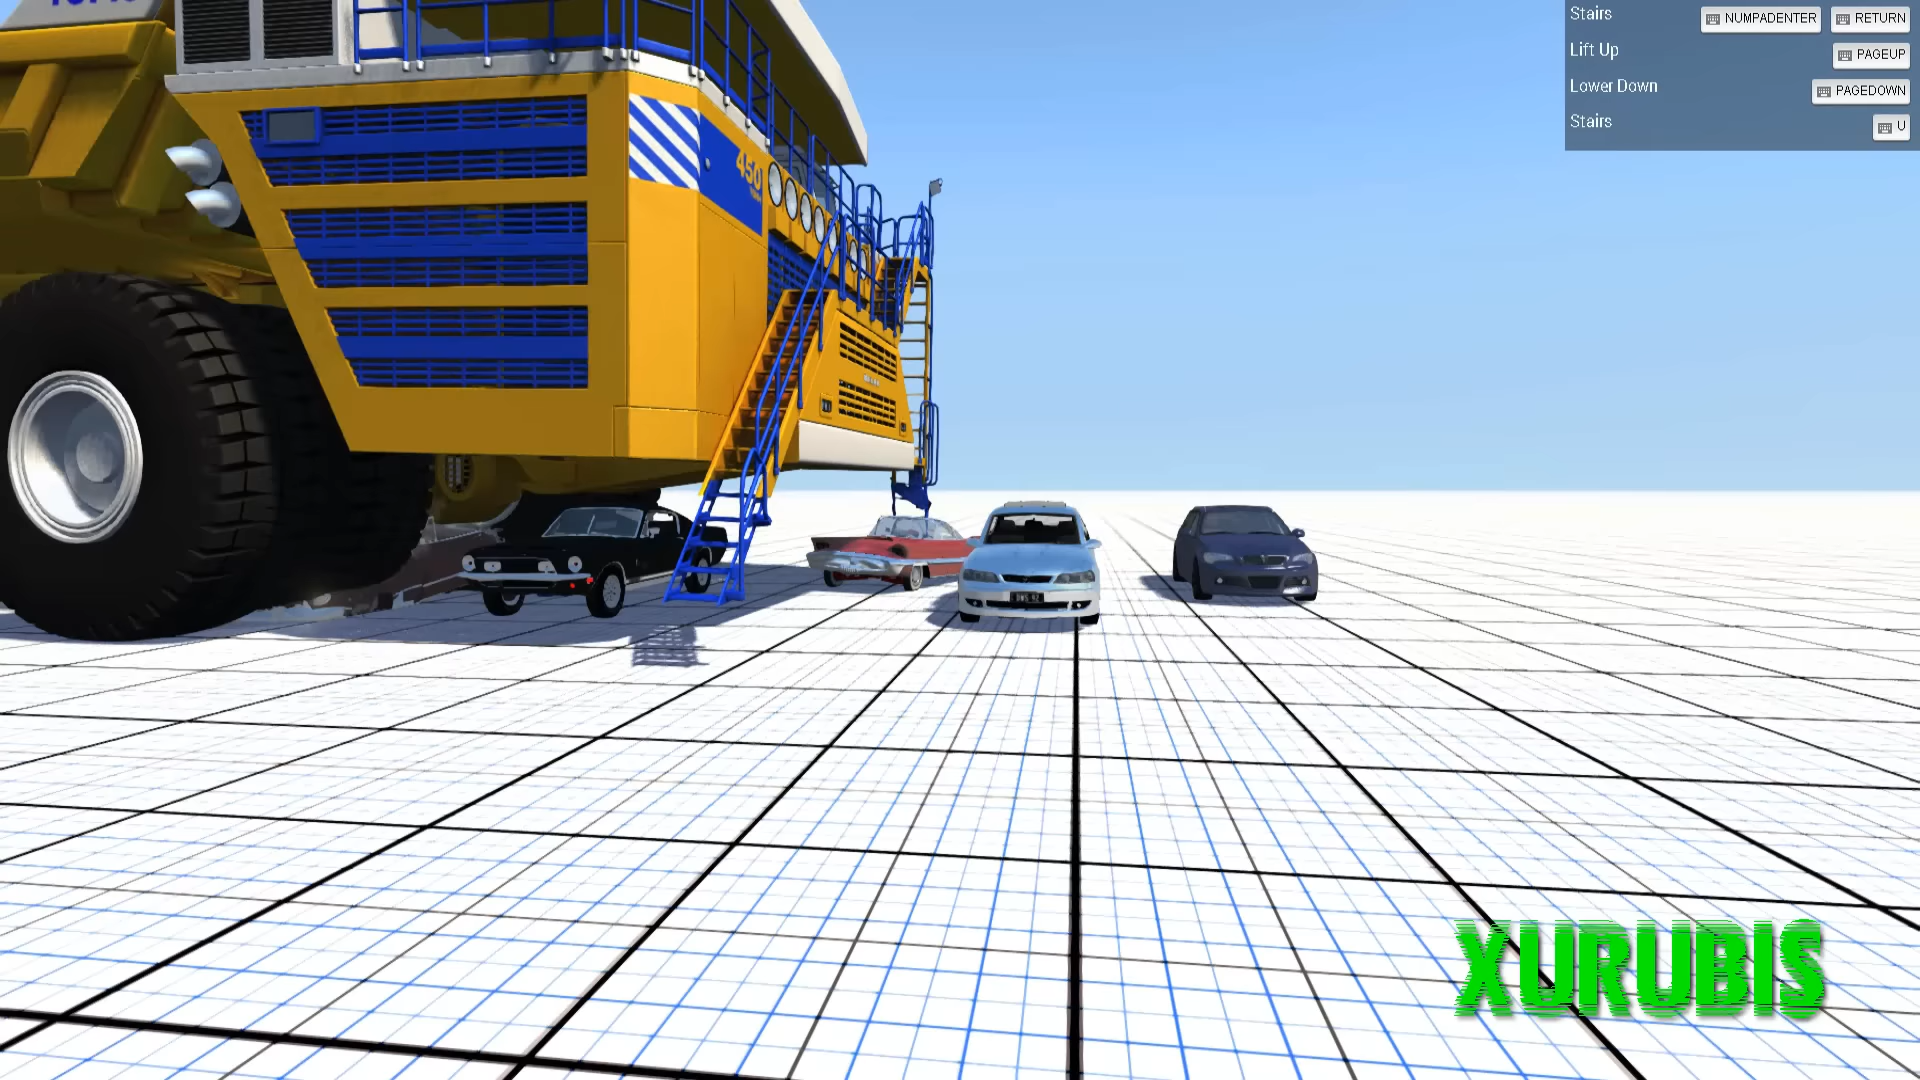 Stairs NUMPADENTER RETURN
Lift Up PAGEUP
Lower Down PAGEDOWN
Stairs U
450
XURUBIS